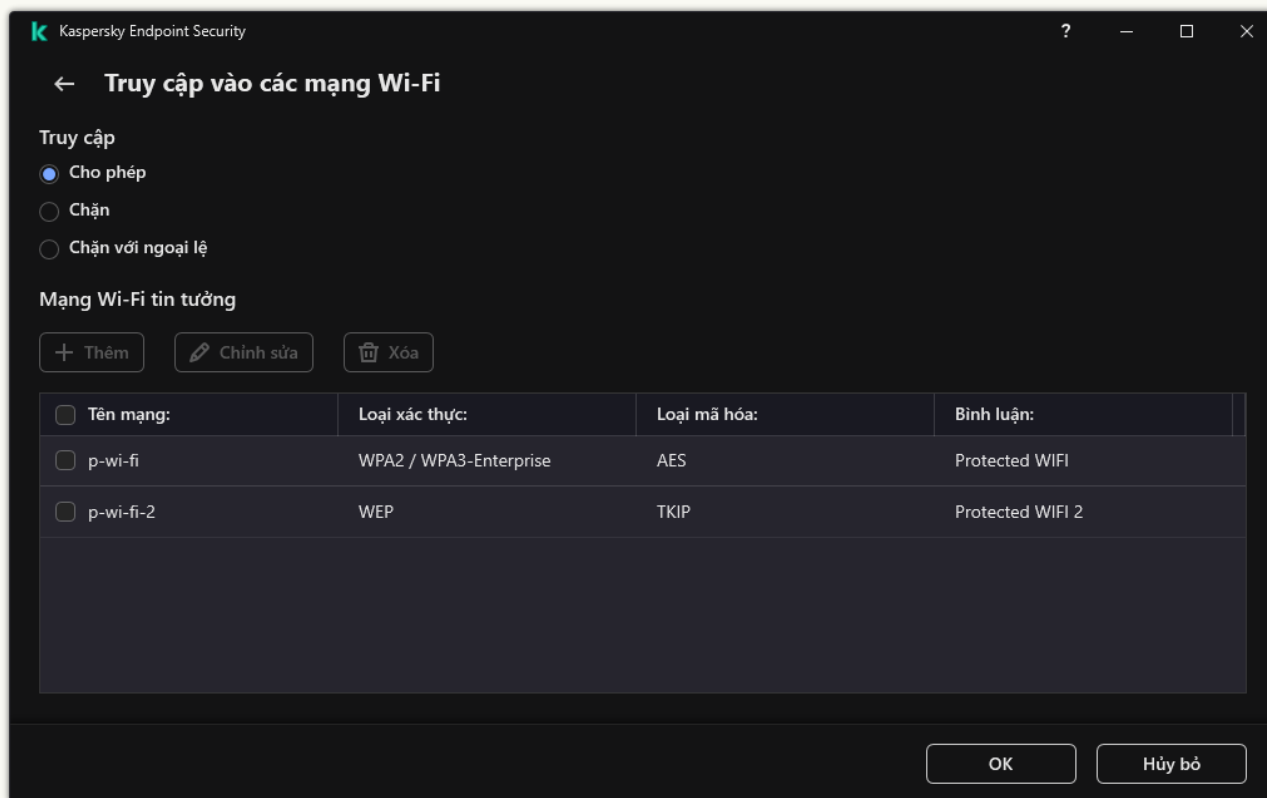 Kaspersky Endpoint Security ?
Truy cập vào các mạng Wi-Fi
Truy cập
Cho phép
Chặn
Chặn với ngoại lệ
Mạng Wi-Fi tin tưởng
Thêm Chỉnh sửa Xóa
Tên mạng: Loại xác thực: Loại mã hóa: Bình luận:
p-wi-fi WPA2 / WPA3-Enterprise AES Protected WIFI
p-wi-fi-2 WEP TKIP Protected WIFI 2
OK Hủy bỏ